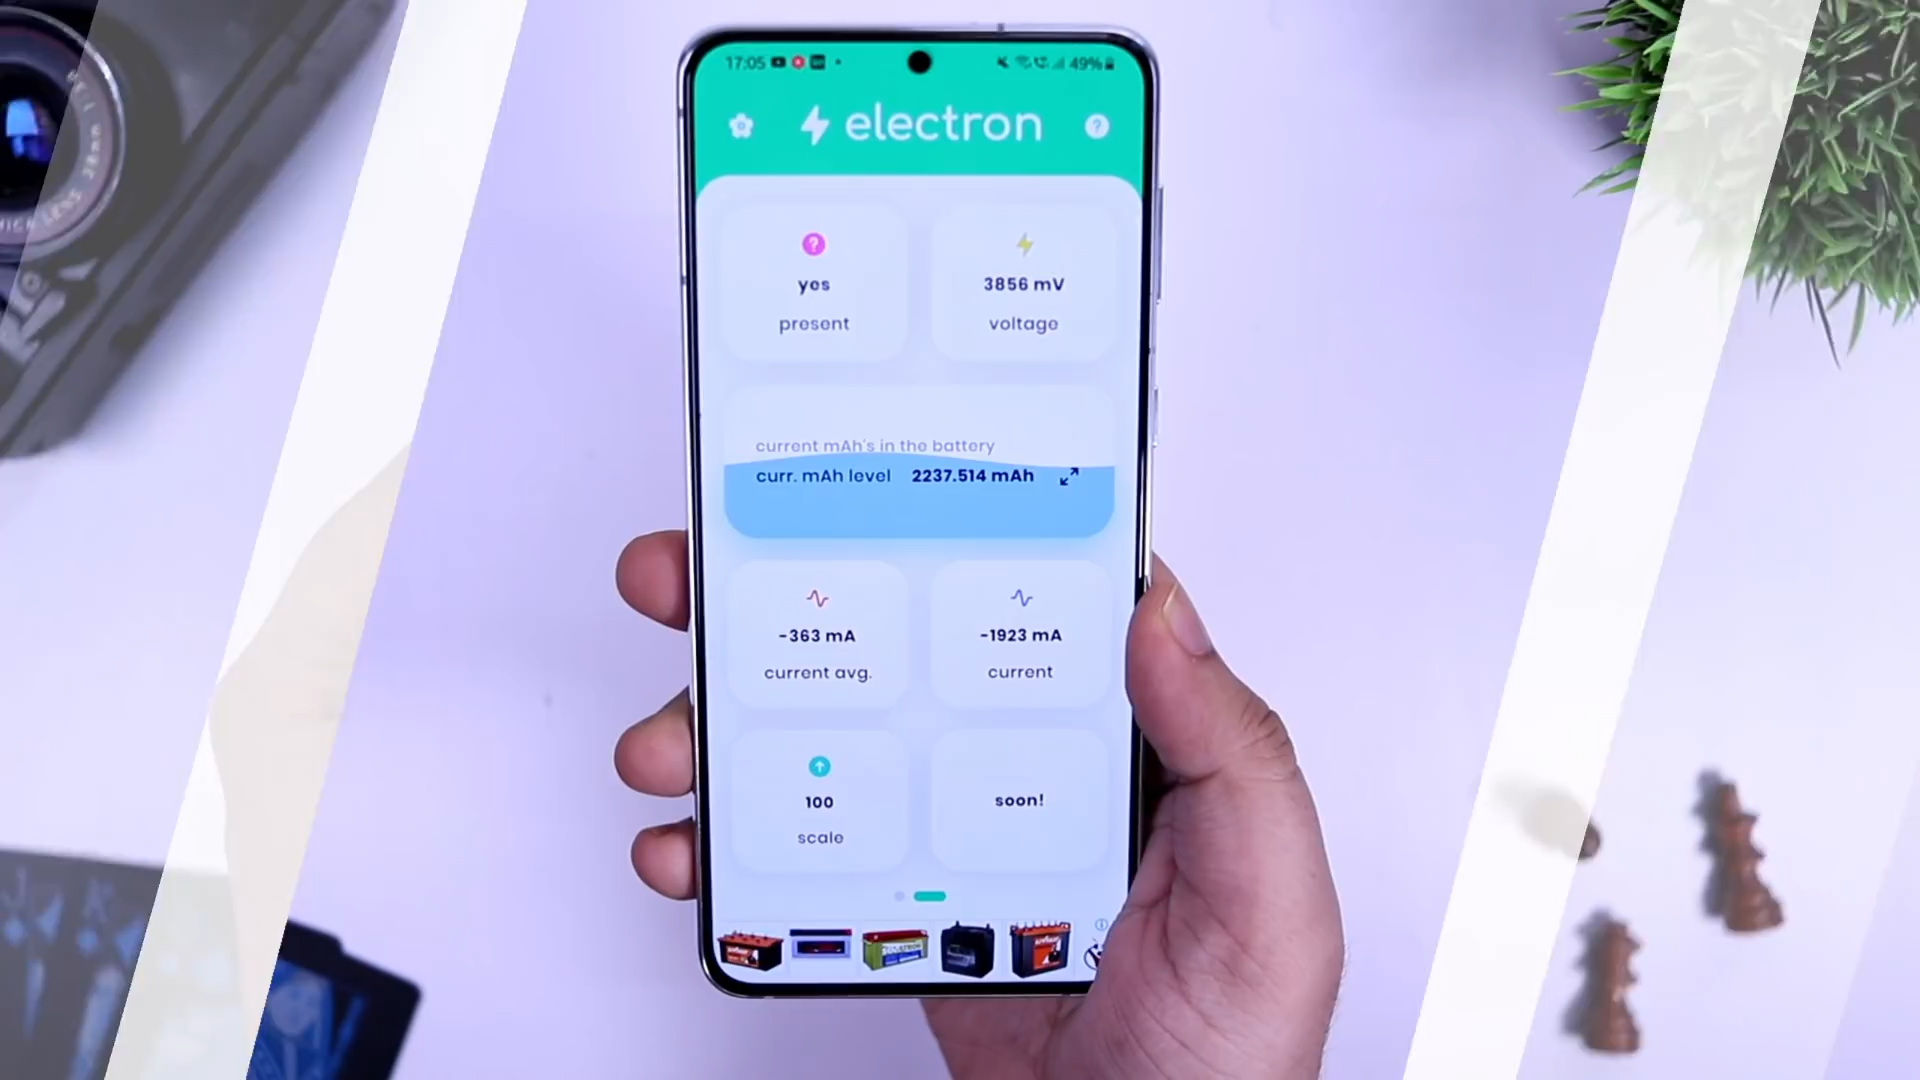 17:05
49%
electron
?
?
yes
present
3856 mV
voltage
current mAh's in the battery
curr. mAh level 2237.514 mAh
-363 mA
current avg.
-1923 mA
current
100
scale
soon!